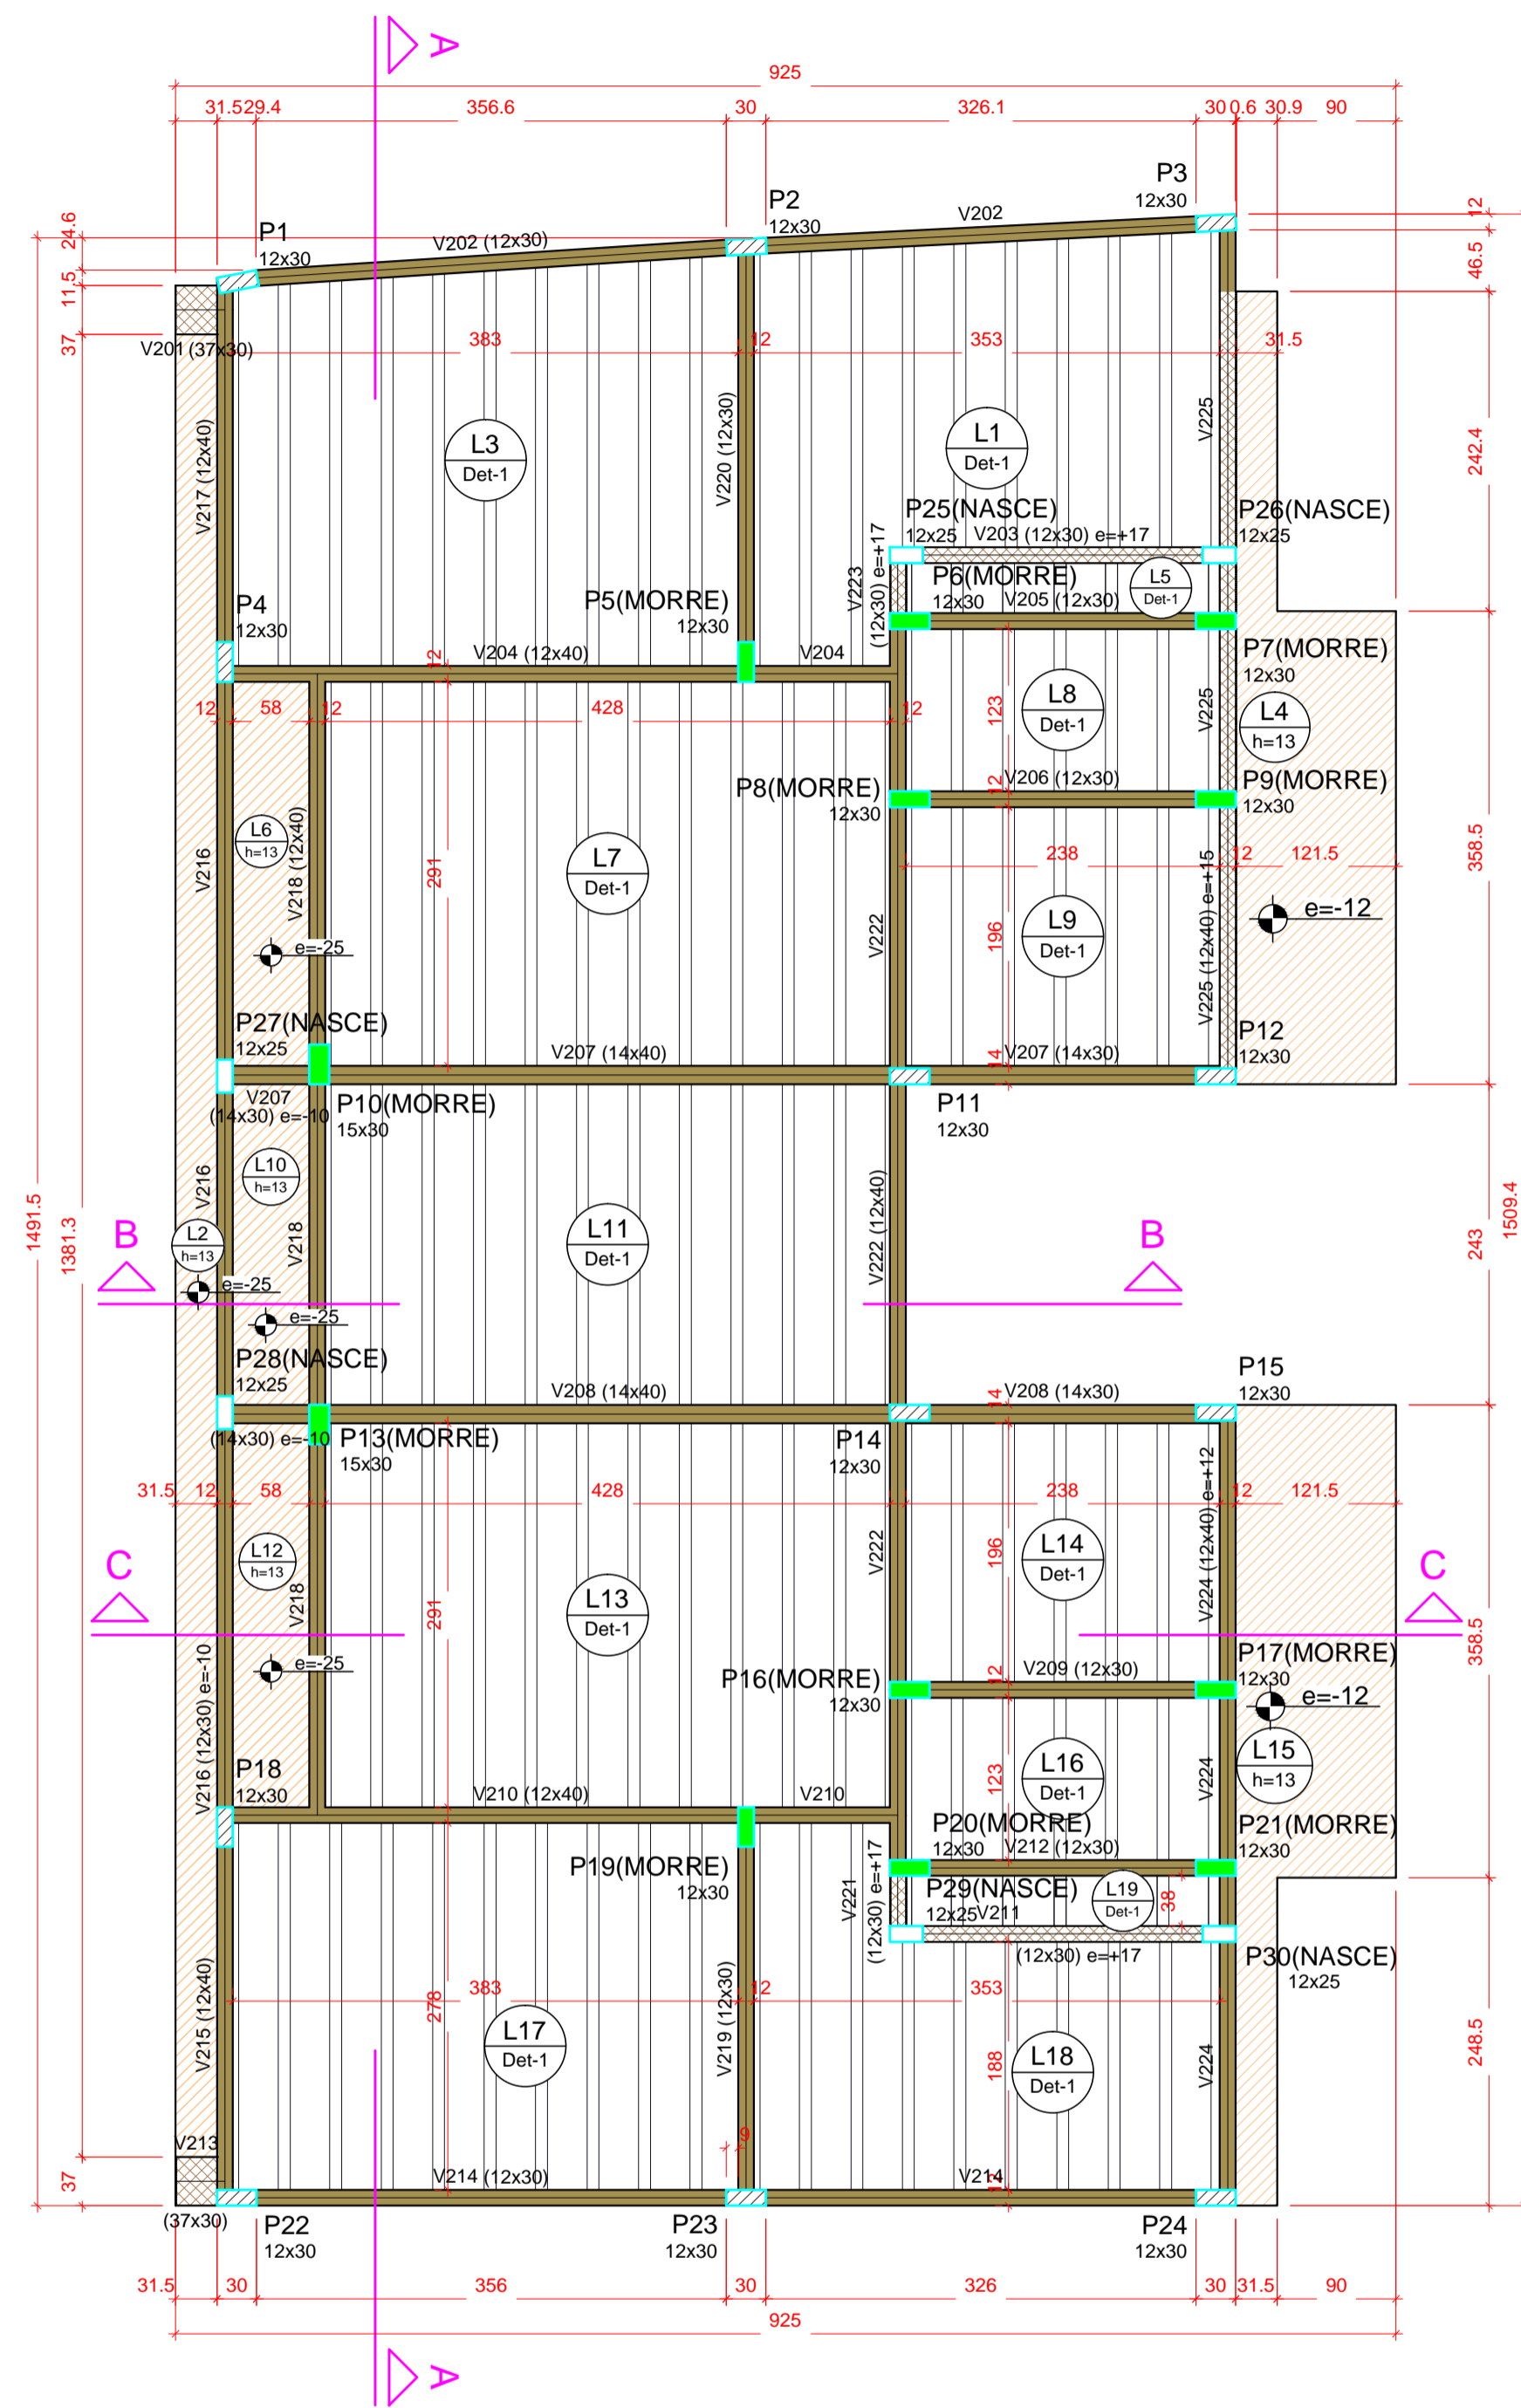 A
925
31.5
29.4
356.6
30
326.1
30
0.6
30.9
90
P3
12x30
P2
12x30
V202
12
P1
12x30
V202 (12x30)
24.6
11.5
37
46.5
V201 (37x30)
383
12
353
31.5
V217 (12x40)
L3
Det-1
V220 (12x30)
L1
Det-1
V225
242.4
P25(NASCE)
12x25
V203 (12x30) e=+17
P26(NASCE)
12x25
V223
(12x30) e=+17
P6(MORRE)
12x30
V205 (12x30)
L5
Det-1
P4
12x30
P5(MORRE)
12x30
V204 (12x40)
V204
12
P7(MORRE)
12x30
12
58
12
428
12
L8
Det-1
123
V225
L4
h=13
P8(MORRE)
12x30
12
V206 (12x30)
P9(MORRE)
12x30
358.5
L6
h=13
V218 (12x40)
V216
L7
Det-1
291
238
12
121.5
e=-12
V222
196
L9
Det-1
V225 (12x40) e=+15
e=-25
P27(NASCE)
12x25
V207 (14x40)
14
V207 (14x30)
P12
12x30
V207
(14x30) e=-10
P10(MORRE)
15x30
P11
12x30
L10
h=13
V216
V218
L2
h=13
L11
Det-1
V222 (12x40)
1491.5
1381.3
243
1509.4
B
B
e=-25
e=-25
P28(NASCE)
12x25
V208 (14x40)
14
V208 (14x30)
P15
12x30
(14x30) e=-10
P13(MORRE)
15x30
P14
12x30
31.5
12
58
428
238
12
121.5
V224 (12x40) e=+12
C
C
L12
h=13
V218
L13
Det-1
291
V222
196
L14
Det-1
358.5
e=-25
V216 (12x30) e=-10
P16(MORRE)
12x30
12
V209 (12x30)
P17(MORRE)
12x30
e=-12
P18
12x30
V210 (12x40)
V210
123
L16
Det-1
V224
L15
h=13
P20(MORRE)
12x30
V212 (12x30)
P21(MORRE)
12x30
P19(MORRE)
12x30
V221
(12x30) e=+17
P29(NASCE)
12x25
V211
L19
Det-1
38
(12x30) e=+17
P30(NASCE)
12x25
V215 (12x40)
383
12
353
278
L17
Det-1
V219 (12x30)
188
L18
Det-1
V224
248.5
V213
37
9
V214 (12x30)
V214
12
(37x30)
P22
12x30
P23
12x30
P24
12x30
31.5
30
356
30
326
30
31.5
90
925
A